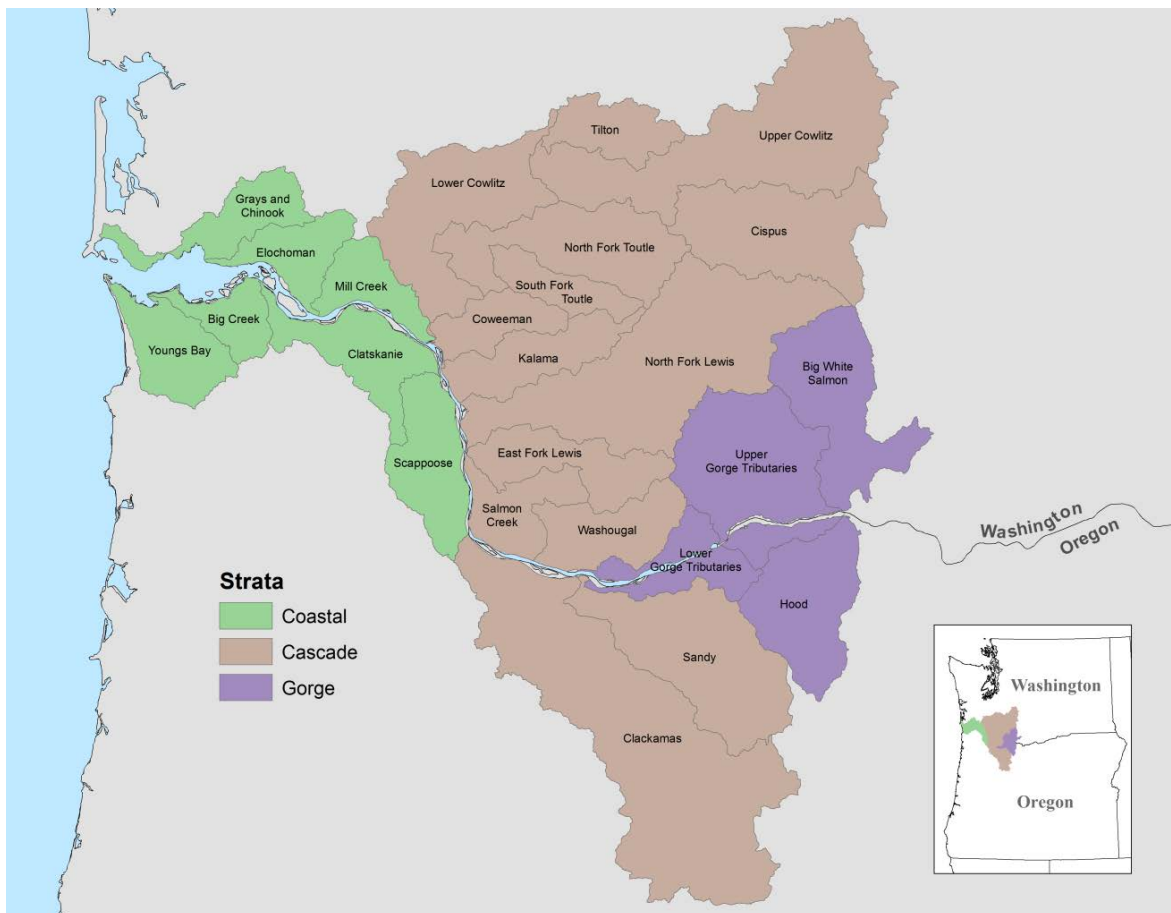 Tilton
Upper Cowlitz
Lower Cowlitz
Grays and
Chinook
Cispus
Elochoman
North Fork Toutle
Mill Creek
South Fork
Toutle
Big Creek
Coweeman
Youngs Bay
Clatskanie
Kalama
North Fork Lewis
Big White
Salmon
East Fork Lewis
Upper
Gorge Tributaries
Scappoose
Salmon
Creek
Washougal
Washington
Oregon
Lower
Gorge Tributaries
Hood
Strata
Coastal
Cascade
Gorge
Sandy
Clackamas
Washington
Oregon